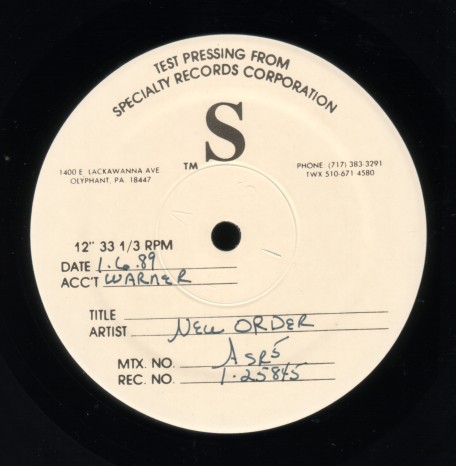 TEST PRESSING FROM
SPECIALTY RECORDS CORPORATION
S
TM
1400 E. LACKAWANNA AVE
OLYPHANT, PA. 18447
PHONE (717) 383-3291
TWX 510-671-4580
12" 33 1/3 RPM
DATE 1.6.89
ACC'T WARNER
TITLE
ARTIST NEW ORDER
MTX. NO. A SR5
REC. NO. 1.25845